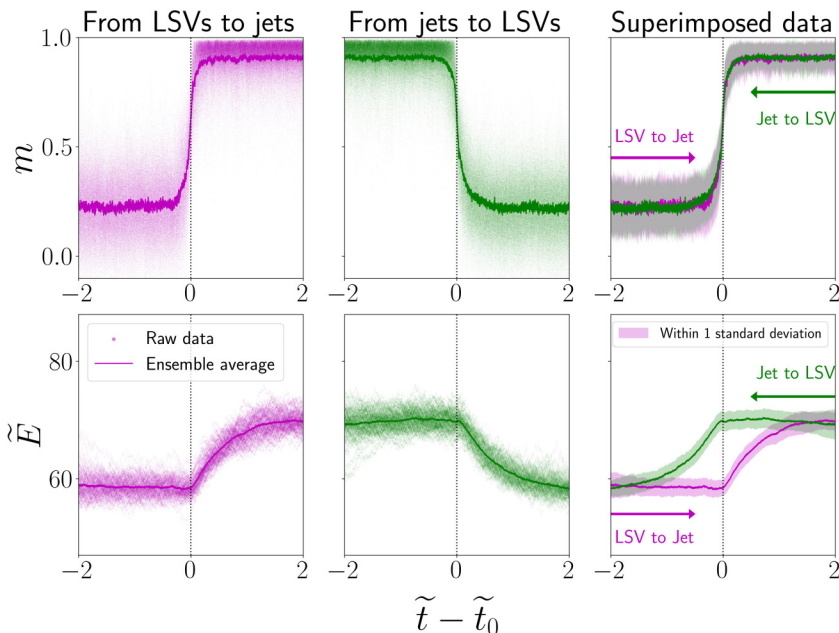 From LSVs to jets
From jets to LSVs
Superimposed data
m
1.0
0.5
0.0
LSV to Jet
Jet to LSV
−2
0
2
−2
0
2
−2
0
2
Ẽ
80
60
Raw data
Ensemble average
Within 1 standard deviation
Jet to LSV
LSV to Jet
−2
0
2
−2
0
2
−2
0
2
t̃ − t̃₀